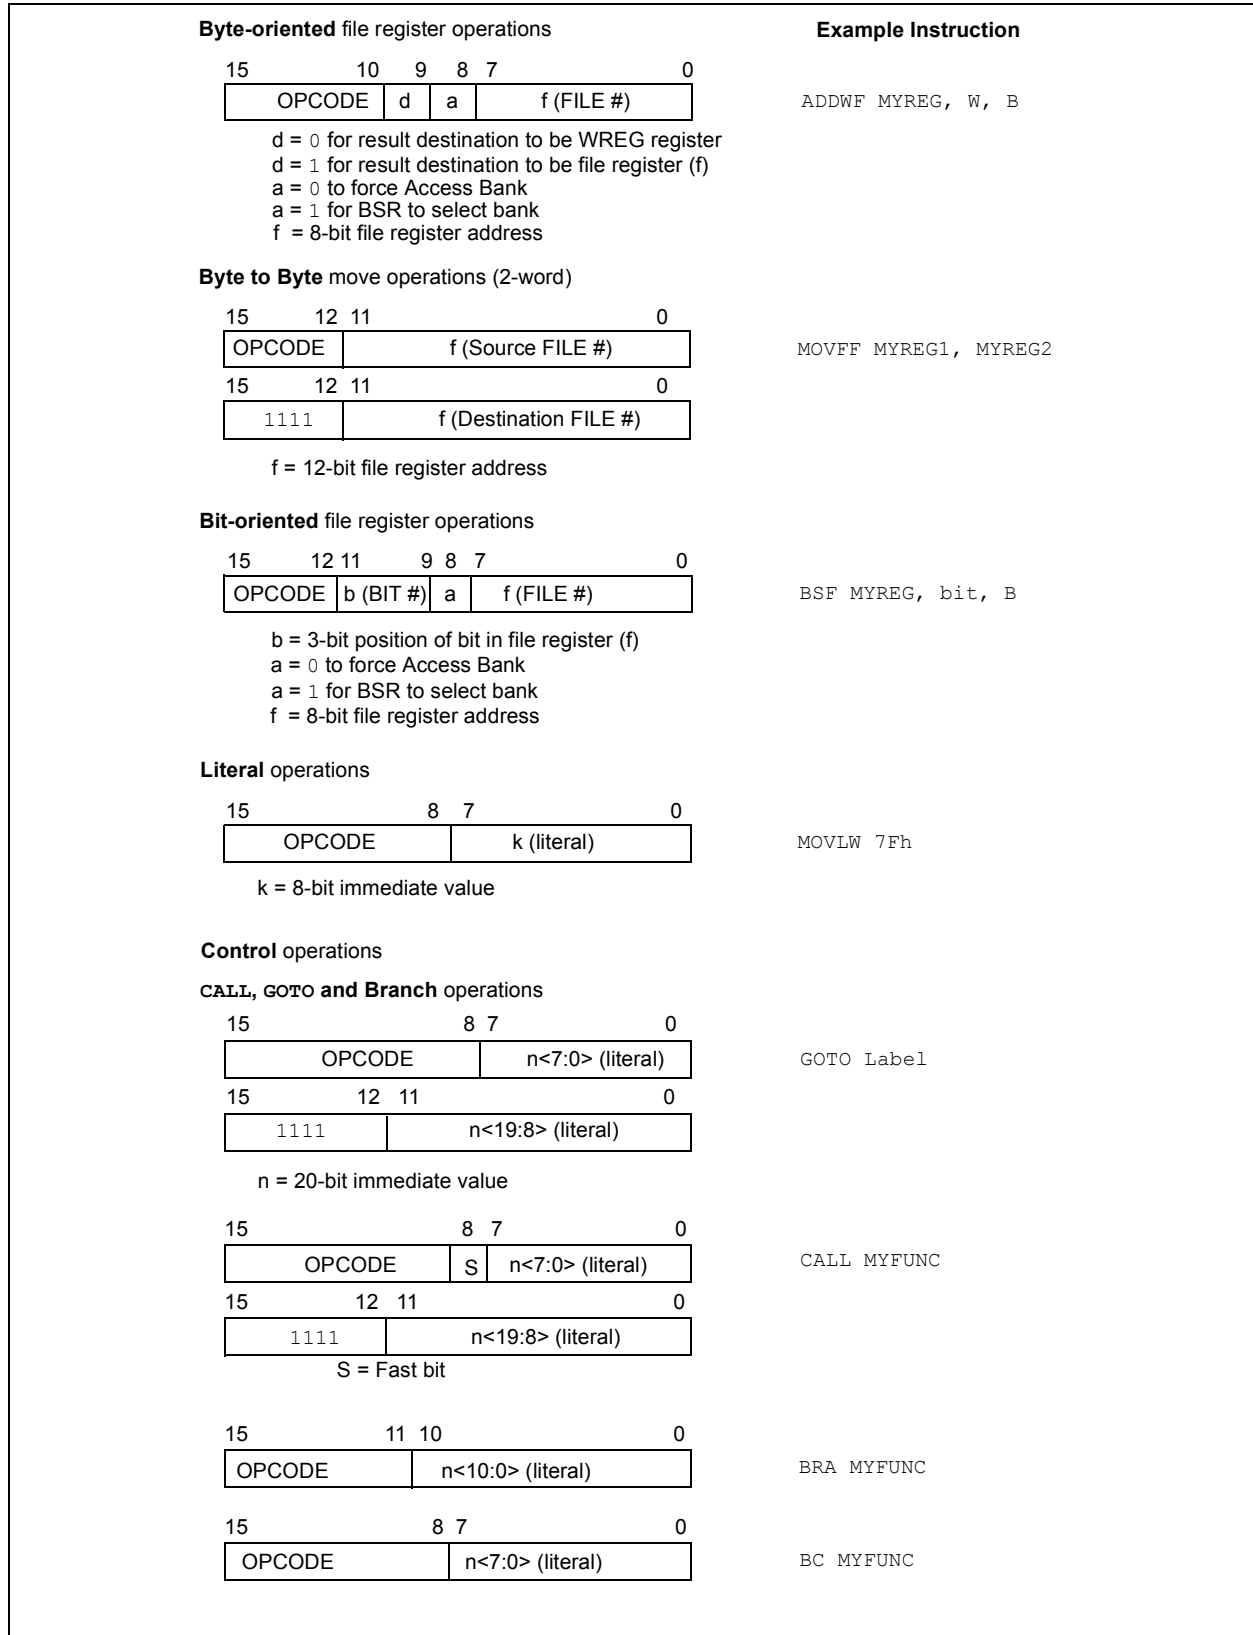 Byte-oriented file register operations    Example Instruction
15 10 9 8 7 0
OPCODE d a f (FILE #)    ADDWF MYREG, W, B
d = 0 for result destination to be WREG register
d = 1 for result destination to be file register (f)
a = 0 to force Access Bank
a = 1 for BSR to select bank
f = 8-bit file register address
Byte to Byte move operations (2-word)
15 12 11 0
OPCODE f (Source FILE #)    MOVFF MYREG1, MYREG2
15 12 11 0
1111 f (Destination FILE #)
f = 12-bit file register address
Bit-oriented file register operations
15 12 11 9 8 7 0
OPCODE b (BIT #) a f (FILE #)    BSF MYREG, bit, B
b = 3-bit position of bit in file register (f)
a = 0 to force Access Bank
a = 1 for BSR to select bank
f = 8-bit file register address
Literal operations
15 8 7 0
OPCODE k (literal)    MOVLW 7Fh
k = 8-bit immediate value
Control operations
CALL, GOTO and Branch operations
15 8 7 0
OPCODE n<7:0> (literal)    GOTO Label
15 12 11 0
1111 n<19:8> (literal)
n = 20-bit immediate value
15 8 7 0
OPCODE S n<7:0> (literal)    CALL MYFUNC
15 12 11 0
1111 n<19:8> (literal)
S = Fast bit
15 11 10 0
OPCODE n<10:0> (literal)    BRA MYFUNC
15 8 7 0
OPCODE n<7:0> (literal)    BC MYFUNC